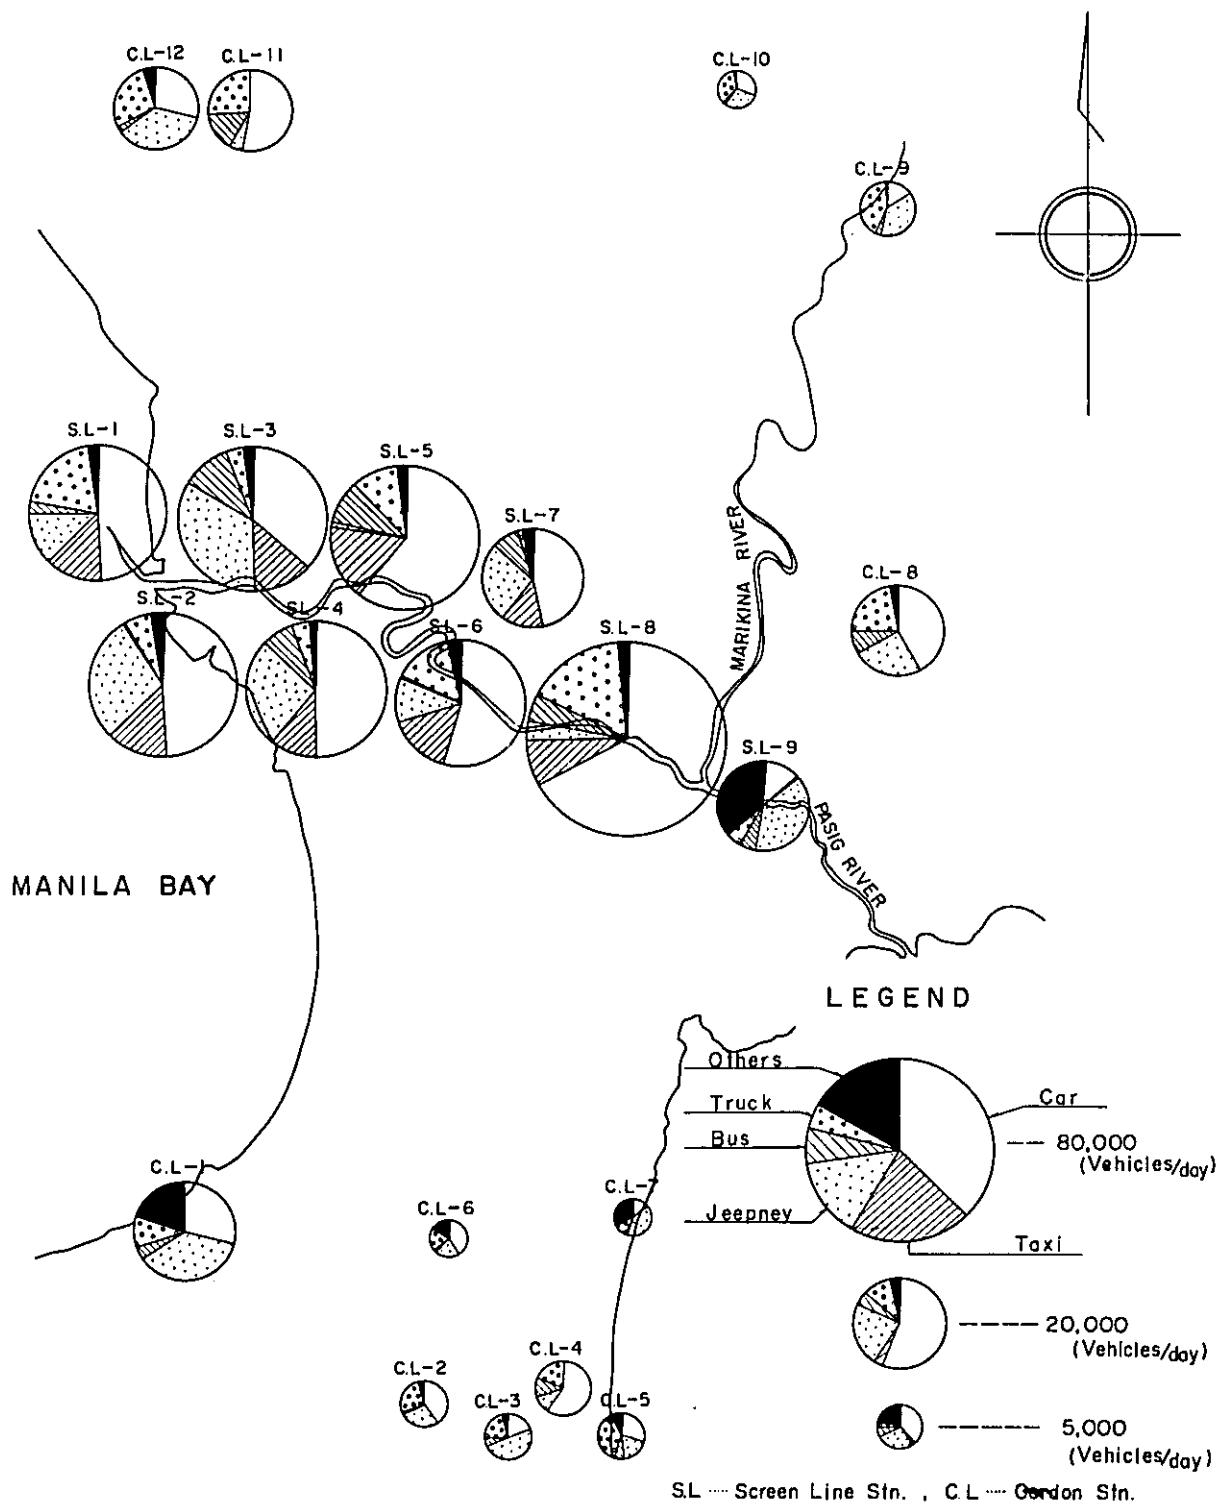 C.L-12
C.L-11
C.L-10
C.L-9
S.L-1
S.L-3
S.L-5
S.L-7
MARIKINA RIVER
C.L-8
S.L-2
S.L-4
S.L-6
S.L-8
S.L-9
PASIG RIVER
MANILA BAY
LEGEND
Others
Truck
Car
Bus
80,000
(Vehicles/day)
Jeepney
Taxi
C.L-1
C.L-6
C.L-7
20,000
(Vehicles/day)
C.L-4
C.L-2
C.L-3
C.L-5
5,000
(Vehicles/day)
S.L ····· Screen Line Stn. , C.L ····· Cordon Stn.